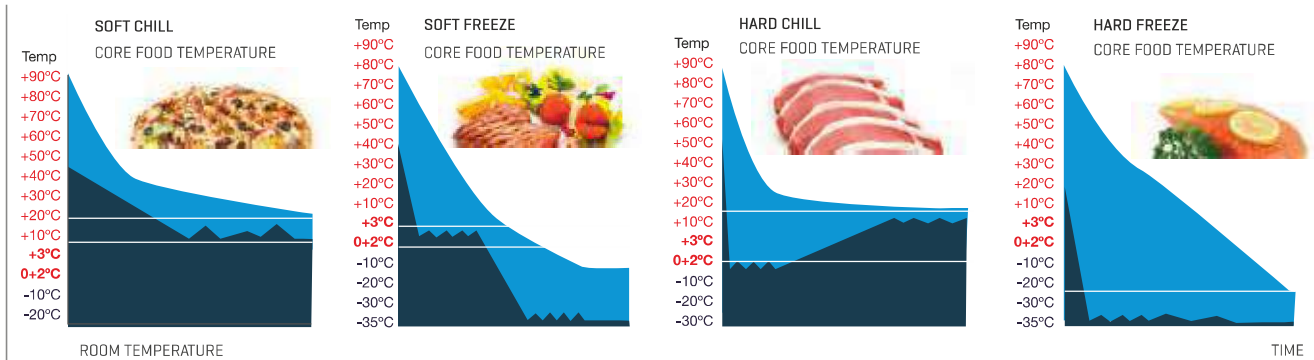 SOFT CHILL
CORE FOOD TEMPERATURE
Temp
+90ºC
+80ºC
+70ºC
+60ºC
+50ºC
+40ºC
+30ºC
+20ºC
+10ºC
+3ºC
0+2ºC
-10ºC
-20ºC
ROOM TEMPERATURE
Temp
SOFT FREEZE
+90ºC
CORE FOOD TEMPERATURE
+80ºC
+70ºC
+60ºC
+50ºC
+40ºC
+30ºC
+20ºC
+10ºC
+3ºC
0+2ºC
-10ºC
-20ºC
-30ºC
-35ºC
HARD CHILL
Temp
CORE FOOD TEMPERATURE
+90ºC
+80ºC
+70ºC
+60ºC
+50ºC
+40ºC
+30ºC
+20ºC
+10ºC
+3ºC
0+2ºC
-10ºC
-20ºC
-30ºC
Temp
HARD FREEZE
+90ºC
CORE FOOD TEMPERATURE
+80ºC
+70ºC
+60ºC
+50ºC
+40ºC
+30ºC
+20ºC
+10ºC
+3ºC
0+2ºC
-10ºC
-20ºC
-30ºC
-35ºC
TIME